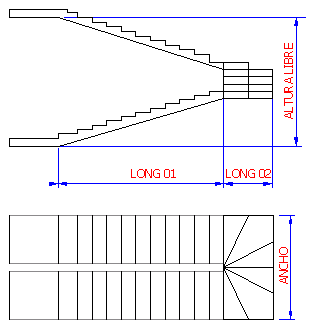 ALTURA LIBRE
LONG 01
LONG 02
ANCHO